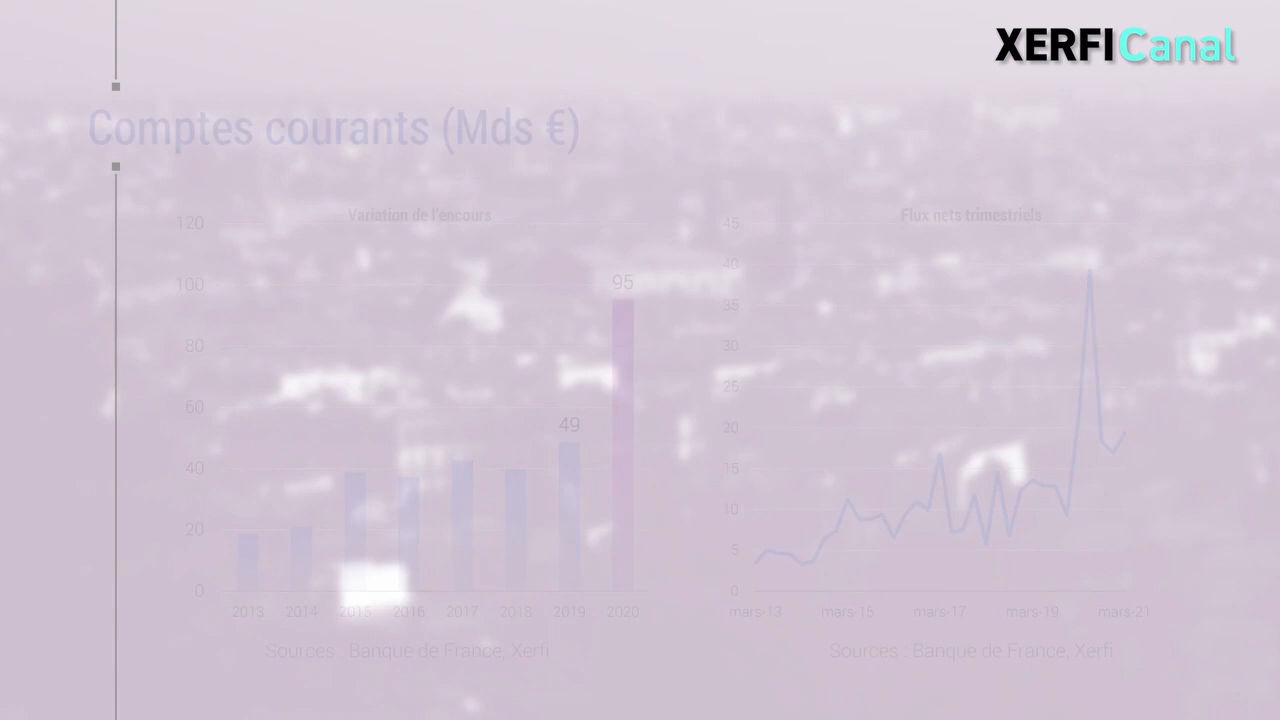 XERFI Canal
Comptes courants (Mds €)
Variation de l'encours
120
100
80
60
40
20
0
95
49
2013 2014 2015 2016 2017 2018 2019 2020
Sources : Banque de France, Xerfi
Flux nets trimestriels
45
40
35
30
25
20
15
10
5
0
mars-13 mars-15 mars-17 mars-19 mars-21
Sources : Banque de France, Xerfi